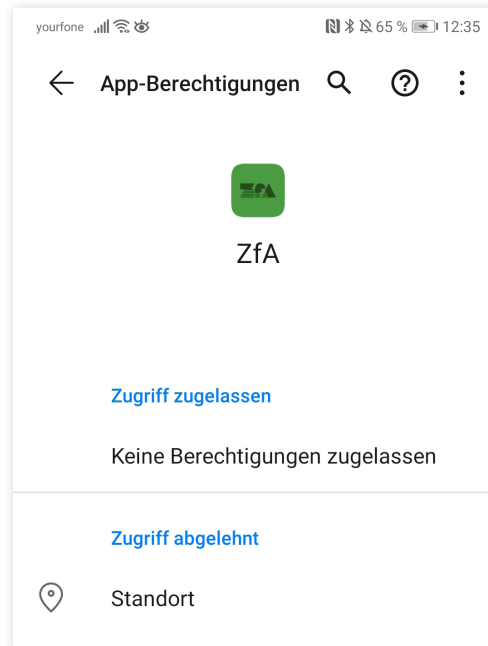 yourfone 65 % 12:35
App-Berechtigungen
ZFA
ZfA
Zugriff zugelassen
Keine Berechtigungen zugelassen
Zugriff abgelehnt
Standort